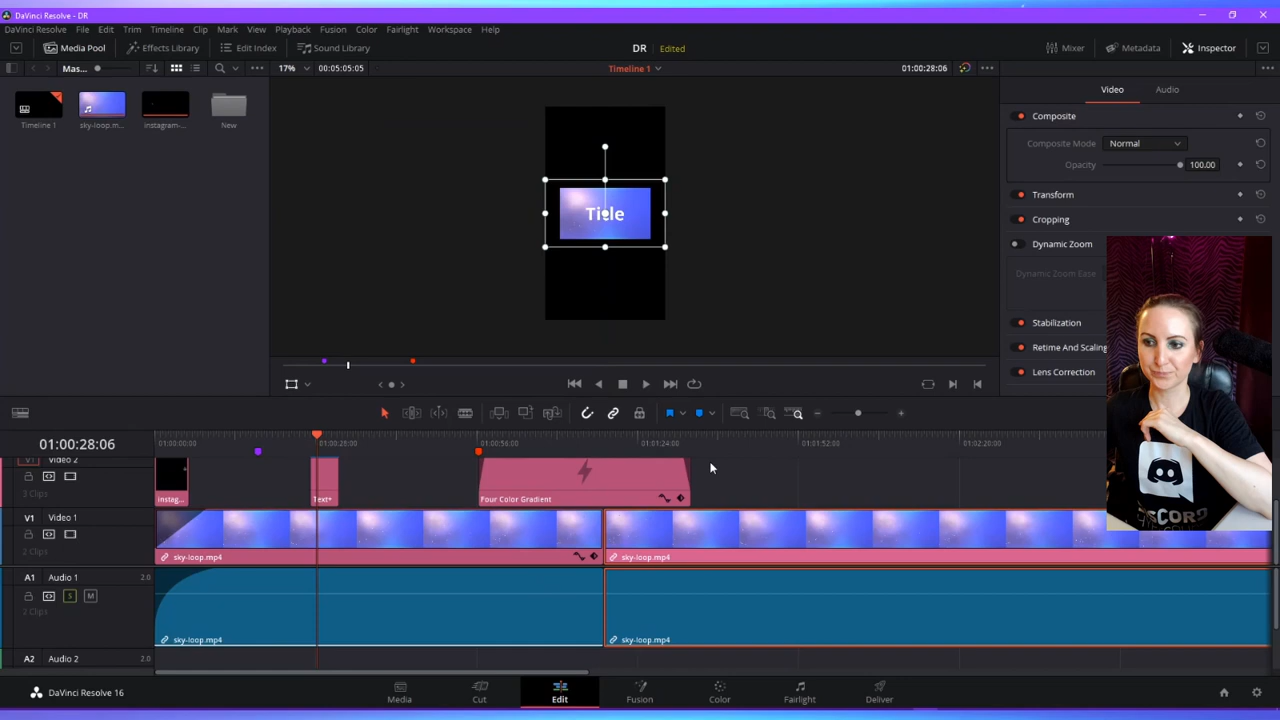 DaVinci Resolve - DR
DaVinci Resolve File Edit Trim Timeline Clip Mark View Playback Fusion Color Fairlight Workspace Help
Media Pool Effects Library Edit Index Sound Library DR Edited Mixer Metadata Inspector
Mas... 17% 00:05:05:05 Timeline 1 01:00:28:06
Video Audio
Timeline 1 sky-loop.m... instagram-... New
Composite
Composite Mode Normal
Opacity 100.00
Transform
Cropping
Dynamic Zoom
Dynamic Zoom Ease
Stabilization
Retime And Scaling
Lens Correction
Title
01:00:28:06
01:00:00:00 01:00:28:00 01:00:56:00 01:01:24:00 01:01:52:00 01:02:20:00
Video 2
3 Clips
instag... Text+ Four Color Gradient
V1 Video 1
2 Clips
sky-loop.mp4 sky-loop.mp4
A1 Audio 1 2.0
S M
2 Clips
sky-loop.mp4 sky-loop.mp4
A2 Audio 2 2.0
DISCORD
DaVinci Resolve 16 Media Cut Edit Fusion Color Fairlight Deliver